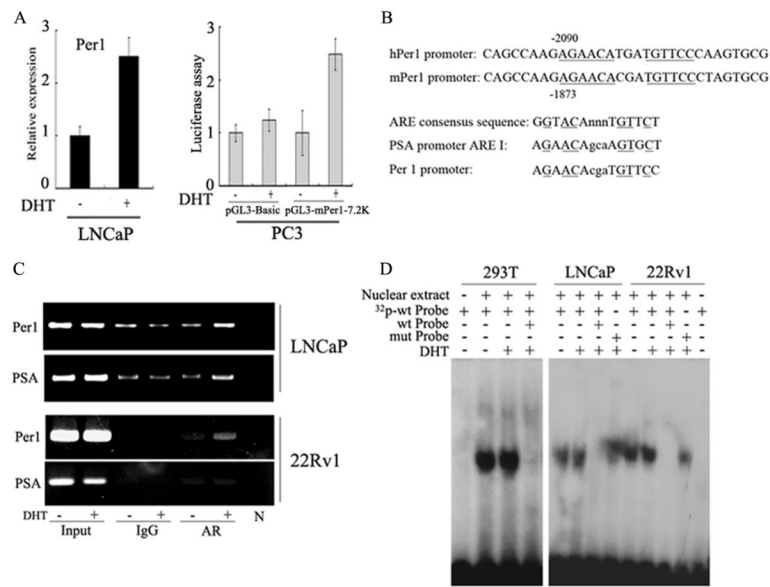 A
Per1
Relative expression
3
2
1
0
DHT - +
LNCaP
Luciferase assay
3
2
1
0
DHT - + - +
pGL3-Basic pGL3-mPer1-7.2K
PC3
B
-2090
hPer1 promoter: CAGCCAAGAGAACATGATGTTCCCAAGTGCG
mPer1 promoter: CAGCCAAGAGAACACGATGTTCCCTAGTGCG
-1873
ARE consensus sequence: GGTACAnnnTGTTCT
PSA promoter ARE I: AGAACAgcaAGTGCT
Per 1 promoter: AGAACAcgaTGTTCC
C
Per1
PSA
LNCaP
Per1
PSA
22Rv1
DHT - + - + - + N
Input IgG AR
D
293T LNCaP 22Rv1
Nuclear extract - + + + + + + + + + + + -
32p-wt Probe + + + + + + + - + + + - +
wt Probe - - - + - - + - - - + - -
mut Probe - - - - - - - + - - - + -
DHT - - + + - + + + - + + + -